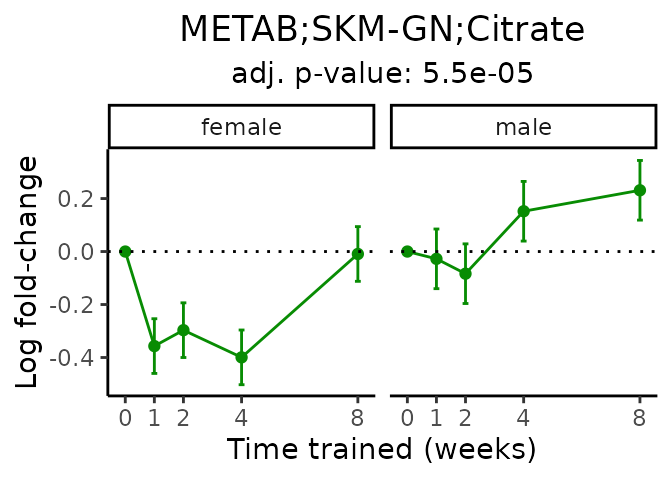 METAB;SKM-GN;Citrate
adj. p-value: 5.5e-05
female
male
Log fold-change
0.2
0.0
-0.2
-0.4
0 1 2 4 8
0 1 2 4 8
Time trained (weeks)